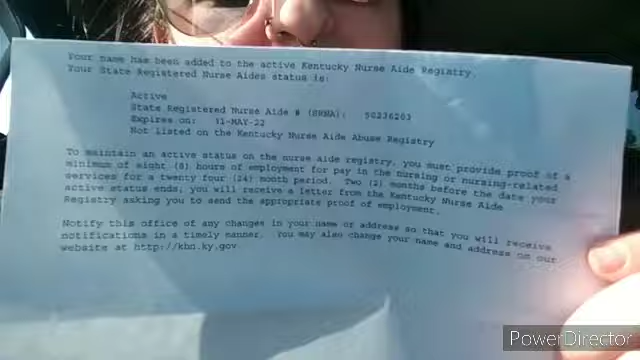 Your name has been added to the active Kentucky Nurse Aide Registry.
Your State Registered Nurse Aides status is:
Active
State Registered Nurse Aide # (SRNA): 50236203
Expires on: 11-MAY-22
Not Listed on the Kentucky Nurse Aide Abuse Registry
To maintain an active status on the nurse aide registry, you must provide proof of a
minimum of eight (8) hours of employment for pay in the nursing or nursing-related
services for a twenty four (24) month period. Two (2) months before the date your
active status ends, you will receive a letter from the Kentucky Nurse Aide
Registry asking you to send the appropriate proof of employment.
Notify this office of any changes in your name or address so that you will receive
notifications in a timely manner. You may also change your name and address on our
website at http://kbn.ky.gov
PowerDirector